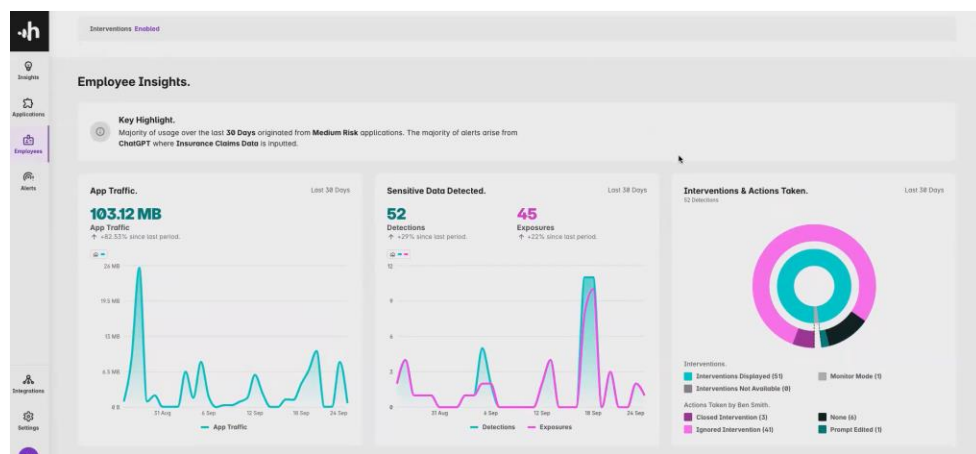 Interventions Enabled
Insights
Applications
Employees
Alerts
Integrations
Settings
Employee Insights.
Key Highlight.
Majority of usage over the last 30 Days originated from Medium Risk applications. The majority of alerts arise from
ChatGPT where Insurance Claims Data is inputted.
App Traffic.
Last 30 Days
103.12 MB
App Traffic
↑ +82.53% since last period.
26 MB
19.5 MB
13 MB
6.5 MB
0 B
31 Aug 6 Sep 12 Sep 18 Sep 24 Sep
App Traffic
Sensitive Data Detected.
Last 30 Days
52
Detections
↑ +29% since last period.
45
Exposures
↑ +22% since last period.
12
9
6
3
0
31 Aug 6 Sep 12 Sep 18 Sep 24 Sep
Detections Exposures
Interventions & Actions Taken.
Last 30 Days
52 Detections
Interventions.
Interventions Displayed (51) Monitor Mode (1)
Interventions Not Available (0)
Actions Taken by Ben Smith.
Closed Intervention (3) None (6)
Ignored Intervention (41) Prompt Edited (1)